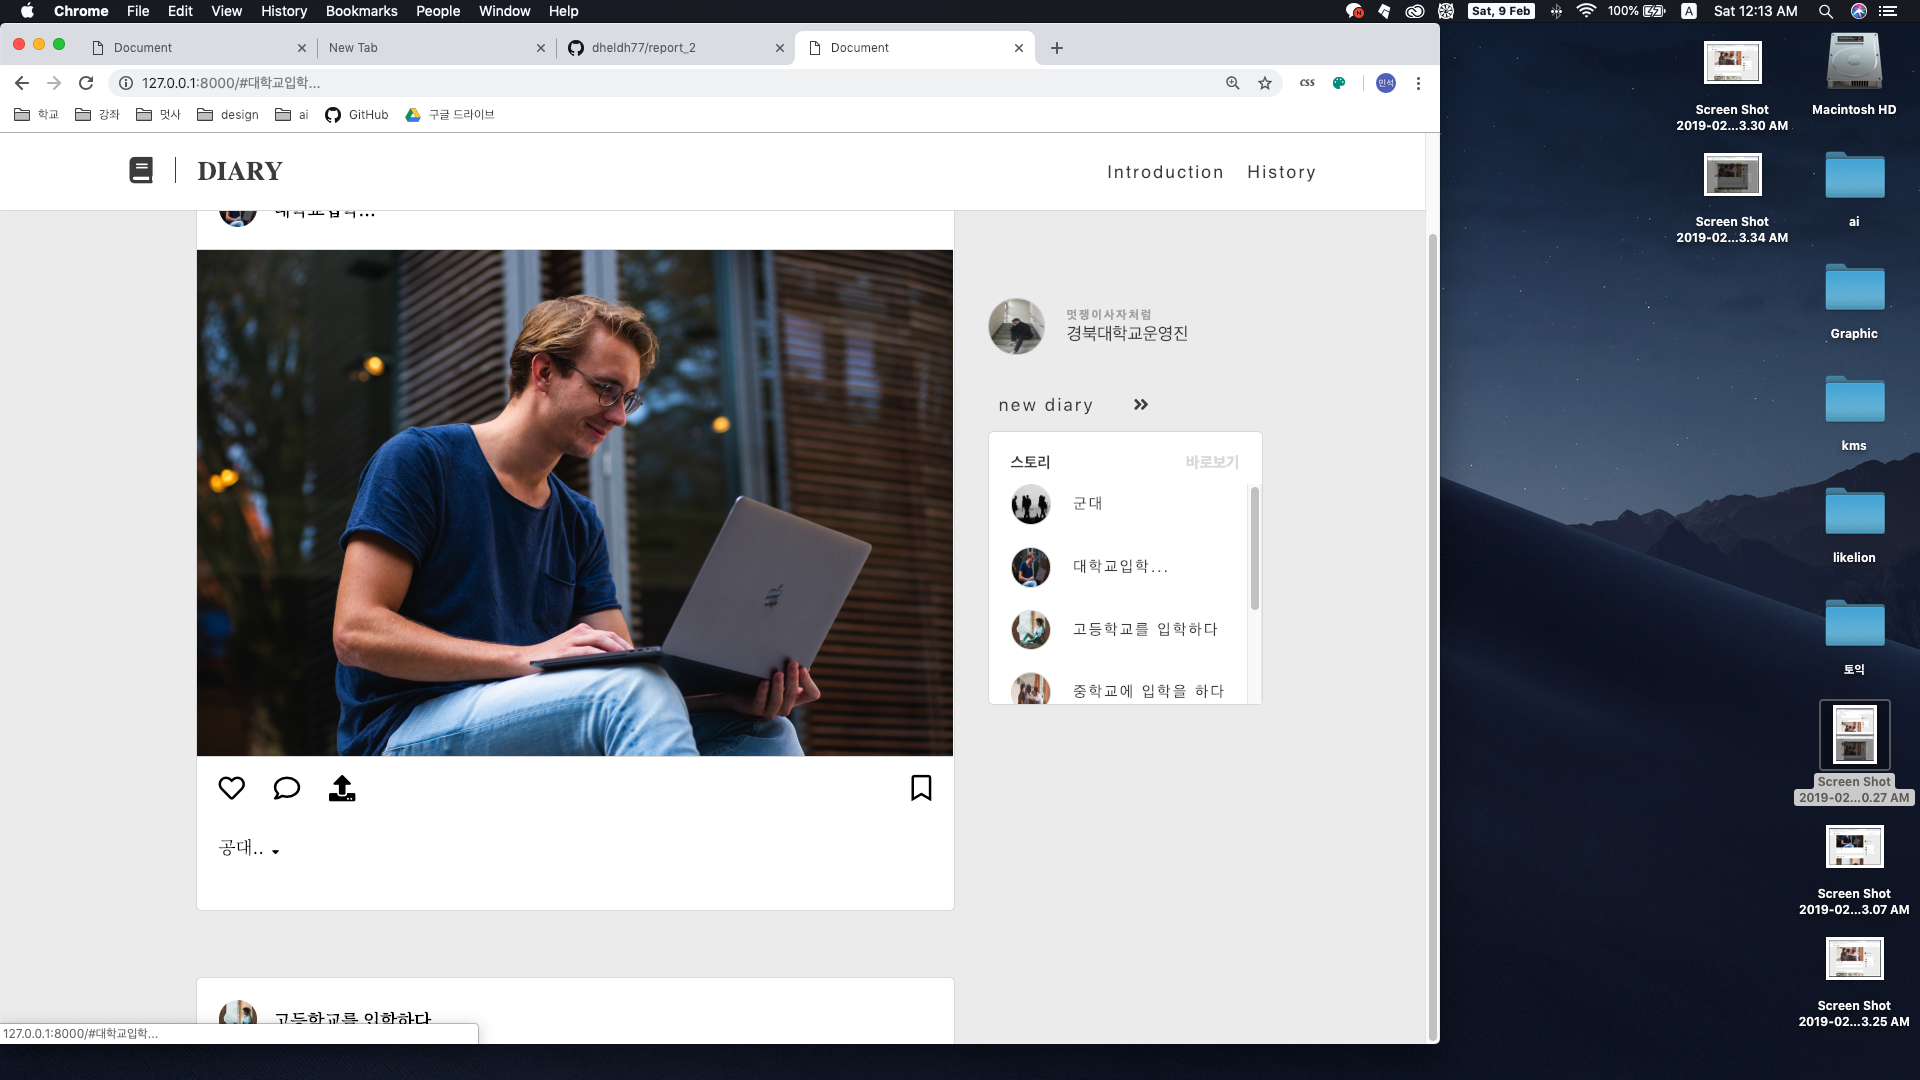 Chrome File Edit View History Bookmarks People Window Help
Sat, 9 Feb 100% A Sat 12:13 AM
Document New Tab dheldh77/report_2 Document
127.0.0.1:8000/#대학교입학... css 민석
학교 강좌 멋사 design ai GitHub 구글 드라이브
DIARY Introduction History
대학교입학...
멋쟁이사자처럼
경북대학교운영진
new diary
스토리 바로보기
군대
대학교입학...
고등학교를 입학하다
중학교에 입학을 하다
공대..
고등학교를 입학하다
127.0.0.1:8000/#대학교입학...
Screen Shot
2019-02...3.30 AM
Macintosh HD
Screen Shot
2019-02...3.34 AM
ai
Graphic
kms
likelion
토익
Screen Shot
2019-02...0.27 AM
Screen Shot
2019-02...3.07 AM
Screen Shot
2019-02...3.25 AM